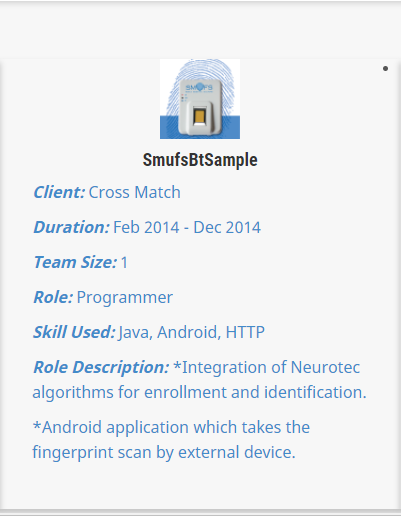 SMUFS
SmufsBtSample
Client: Cross Match
Duration: Feb 2014 - Dec 2014
Team Size: 1
Role: Programmer
Skill Used: Java, Android, HTTP
Role Description: *Integration of Neurotec
algorithms for enrollment and identification.
*Android application which takes the
fingerprint scan by external device.